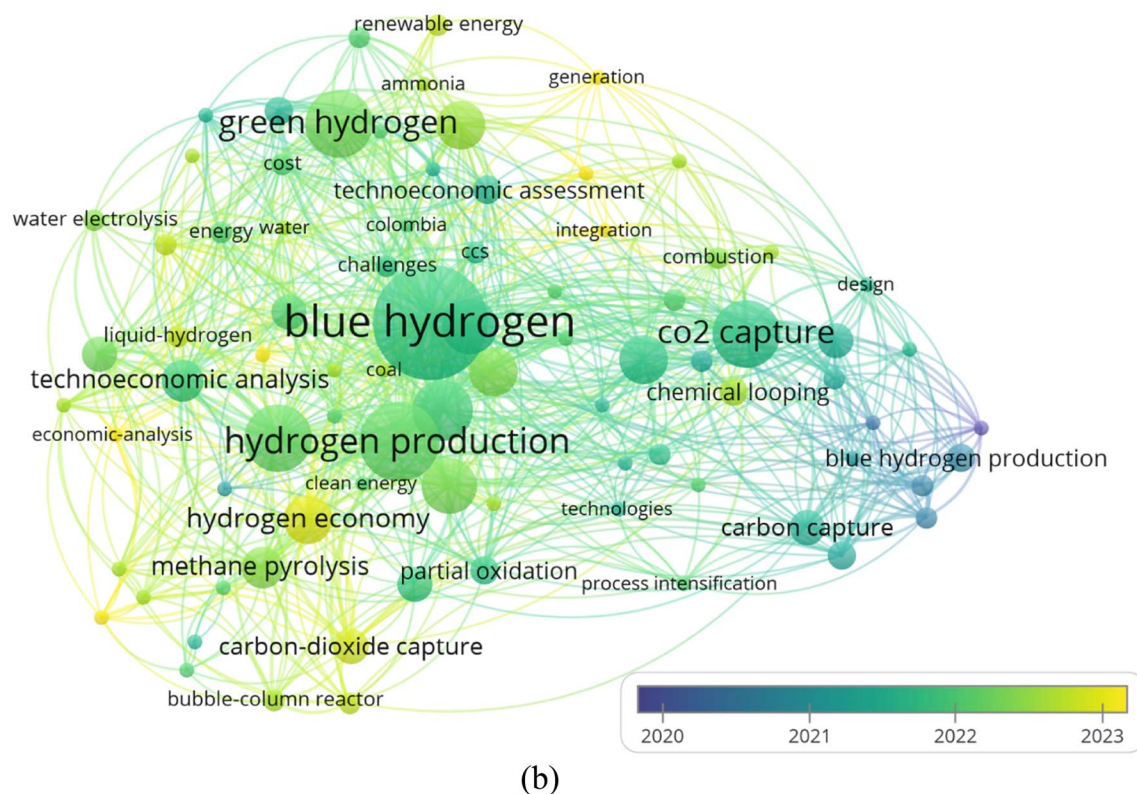 renewable energy
generation
ammonia
green hydrogen
cost
technoeconomic assessment
water electrolysis
energy
water
colombia
integration
challenges
ccs
combustion
design
blue hydrogen
co2 capture
liquid-hydrogen
coal
technoeconomic analysis
chemical looping
economic-analysis
hydrogen production
blue hydrogen production
clean energy
hydrogen economy
technologies
carbon capture
methane pyrolysis
partial oxidation
process intensification
carbon-dioxide capture
bubble-column reactor
2020 2021 2022 2023
(b)